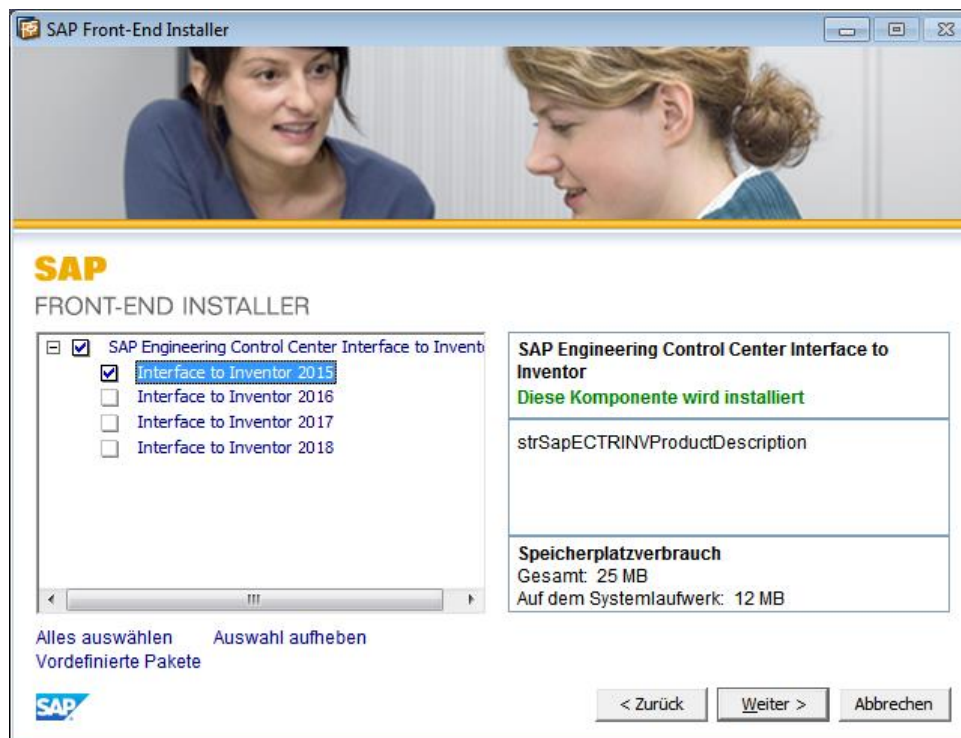 SAP Front-End Installer
SAP
FRONT-END INSTALLER
SAP Engineering Control Center Interface to Invento
Interface to Inventor 2015
Interface to Inventor 2016
Interface to Inventor 2017
Interface to Inventor 2018
SAP Engineering Control Center Interface to
Inventor
Diese Komponente wird installiert
strSapECTRINVProductDescription
Speicherplatzverbrauch
Gesamt: 25 MB
Auf dem Systemlaufwerk: 12 MB
Alles auswählen Auswahl aufheben
Vordefinierte Pakete
SAP
< Zurück Weiter > Abbrechen